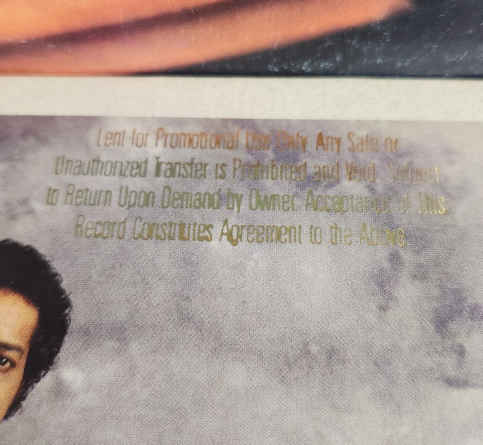 Lent for Promotional Use Only. Any Sale or
Unauthorized Transfer is Prohibited and Void. Subject
to Return Upon Demand by Owner. Acceptance of this
Record Constitutes Agreement to the Above.